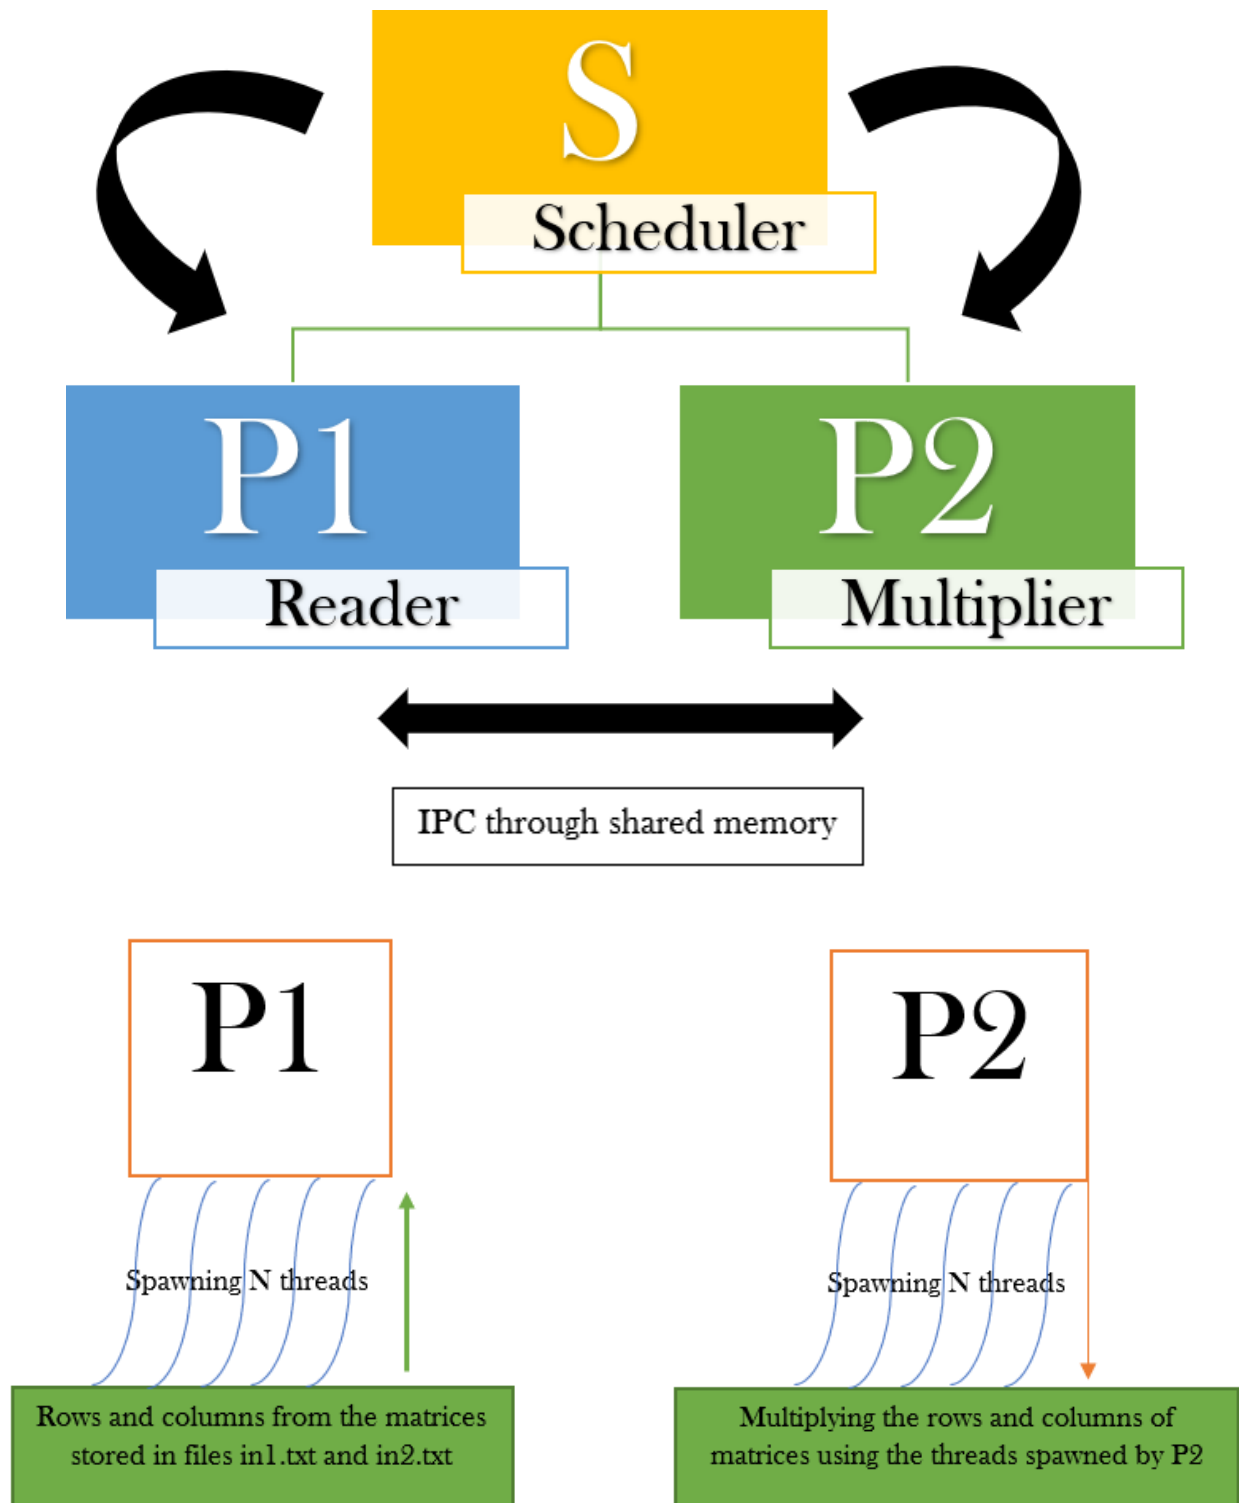 S
Scheduler
P1
Reader
P2
Multiplier
IPC through shared memory
P1
P2
Spawning N threads
Spawning N threads
Rows and columns from the matrices
stored in files in1.txt and in2.txt
Multiplying the rows and columns of
matrices using the threads spawned by P2